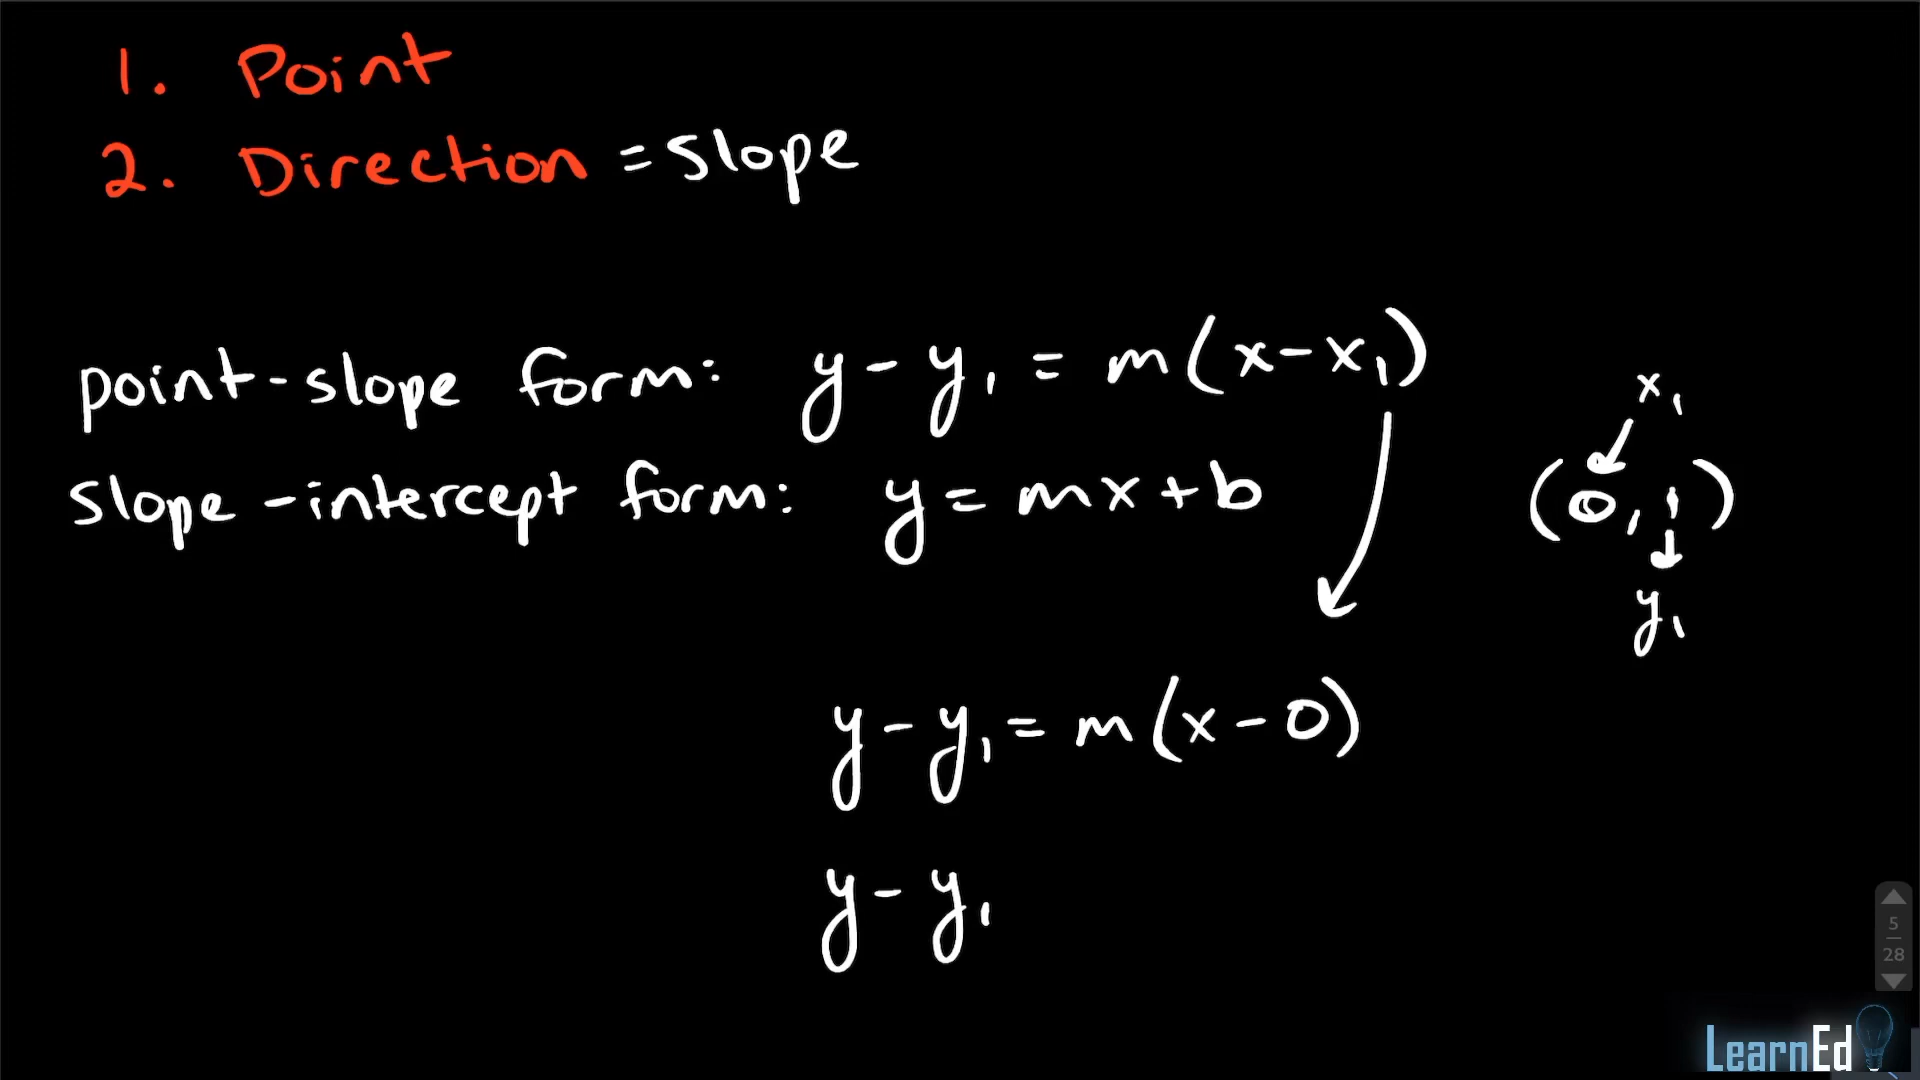 1. Point
2. Direction = slope
point-slope form: y - y₁ = m(x - x₁)
slope-intercept form: y = mx + b
x₁
(0, 1)
y₁
y - y₁ = m(x - 0)
y - y₁
5
28
LearnEd